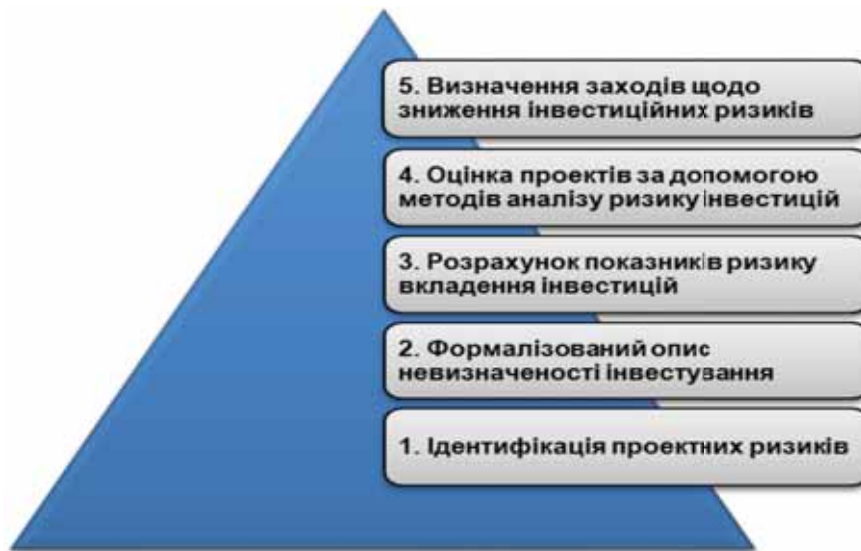 5. Визначення заходів щодо
зниження інвестиційних ризиків
4. Оцінка проектів за допомогою
методів аналізу ризику інвестицій
3. Розрахунок показників ризику
вкладення інвестицій
2. Формалізований опис
невизначеності інвестування
1. Ідентифікація проектних ризиків